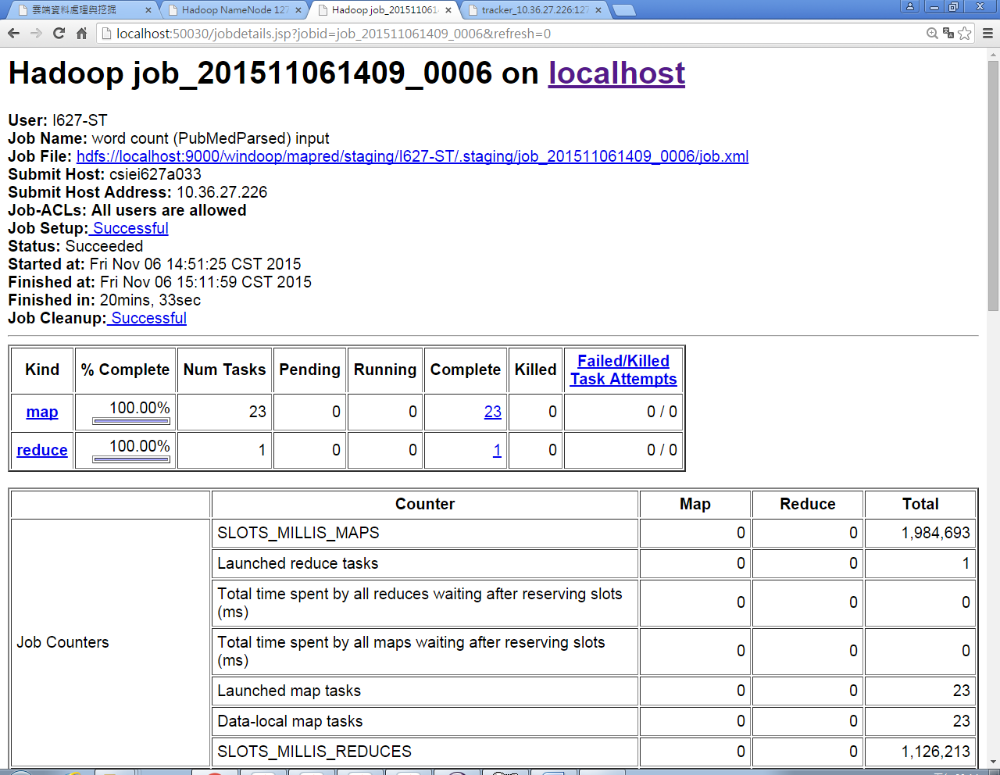 雲端資料處理與挖掘
Hadoop NameNode 127
Hadoop job_20151106
tracker_10.36.27.226:127
localhost:50030/jobdetails.jsp?jobid=job_201511061409_0006&refresh=0
Hadoop job_201511061409_0006 on localhost
User: I627-ST
Job Name: word count (PubMedParsed) input
Job File: hdfs://localhost:9000/windoop/mapred/staging/I627-ST/.staging/job_201511061409_0006/job.xml
Submit Host: csiei627a033
Submit Host Address: 10.36.27.226
Job-ACLs: All users are allowed
Job Setup: Successful
Status: Succeeded
Started at: Fri Nov 06 14:51:25 CST 2015
Finished at: Fri Nov 06 15:11:59 CST 2015
Finished in: 20mins, 33sec
Job Cleanup: Successful
Kind % Complete Num Tasks Pending Running Complete Killed Failed/Killed
Task Attempts
map 100.00% 23 0 0 23 0 0 / 0
reduce 100.00% 1 0 0 1 0 0 / 0
Counter Map Reduce Total
Job Counters
SLOTS_MILLIS_MAPS 0 0 1,984,693
Launched reduce tasks 0 0 1
Total time spent by all reduces waiting after reserving slots
(ms) 0 0 0
Total time spent by all maps waiting after reserving slots
(ms) 0 0 0
Launched map tasks 0 0 23
Data-local map tasks 0 0 23
SLOTS_MILLIS_REDUCES 0 0 1,126,213